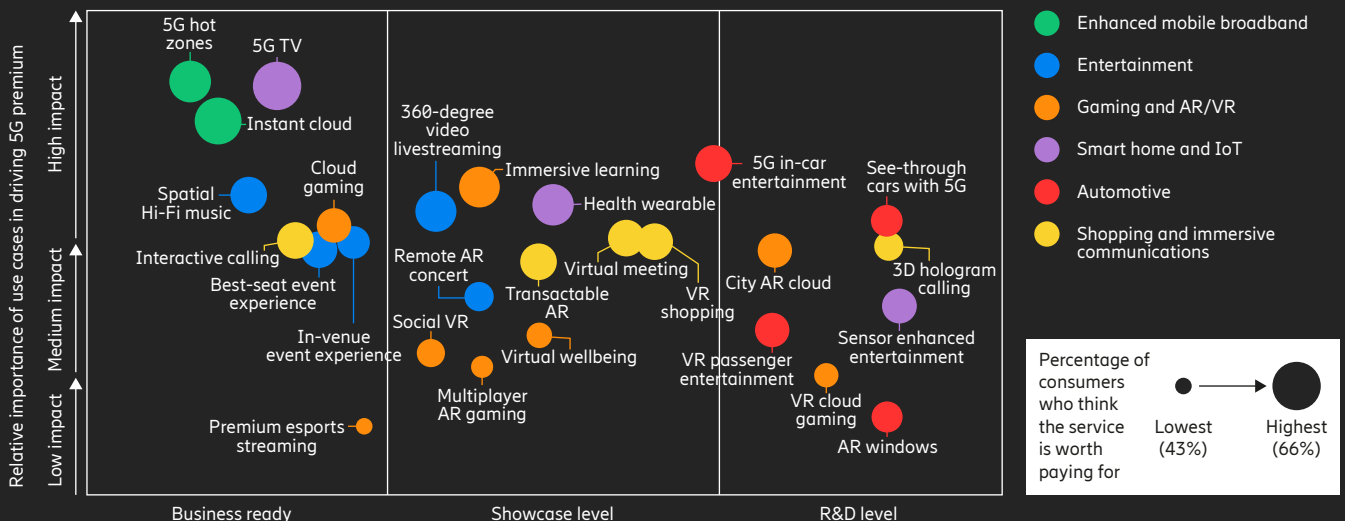 Relative importance of use cases in driving 5G premium
High impact
Medium impact
Low impact
5G hot
zones
5G TV
Instant cloud
Spatial
Hi-Fi music
Cloud
gaming
Interactive calling
Best-seat event
experience
In-venue
event experience
Premium esports
streaming
360-degree
video
livestreaming
Immersive learning
Health wearable
Remote AR
concert
Transactable
AR
Virtual meeting
VR
shopping
Social VR
Virtual wellbeing
Multiplayer
AR gaming
5G in-car
entertainment
See-through
cars with 5G
City AR cloud
3D hologram
calling
Sensor enhanced
entertainment
VR passenger
entertainment
VR cloud
gaming
AR windows
Business ready
Showcase level
R&D level
Enhanced mobile broadband
Entertainment
Gaming and AR/VR
Smart home and IoT
Automotive
Shopping and immersive
communications
Percentage of
consumers
who think
the service
is worth
paying for
Lowest
(43%)
Highest
(66%)